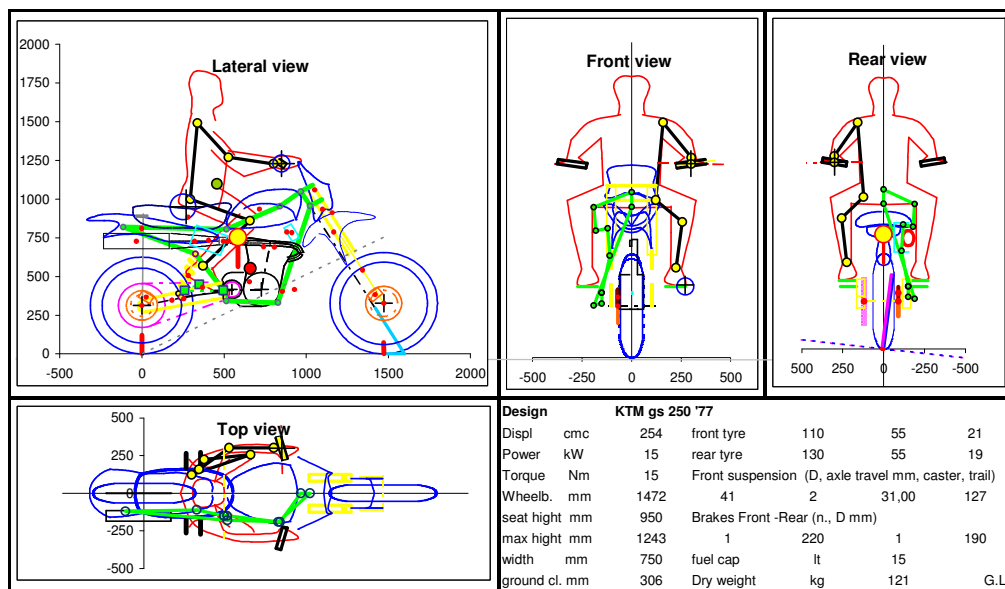 Lateral view
2000
1750
1500
1250
1000
750
500
250
0
-500 0 500 1000 1500 2000
Front view
-500 -250 0 250 500
Rear view
-500 -250 0 250 500
Top view
500
250
0
-250
-500
Design KTM gs 250 '77
Displ cmc 254 front tyre 110 55 21
Power kW 15 rear tyre 130 55 19
Torque Nm 15 Front suspension (D, axle travel mm, caster, trail)
Wheelb. mm 1472 41 2 31,00 127
seat hight mm 950 Brakes Front -Rear (n., D mm)
max hight mm 1243 1 220 1 190
width mm 750 fuel cap lt 15
ground cl. mm 306 Dry weight kg 121 G.L